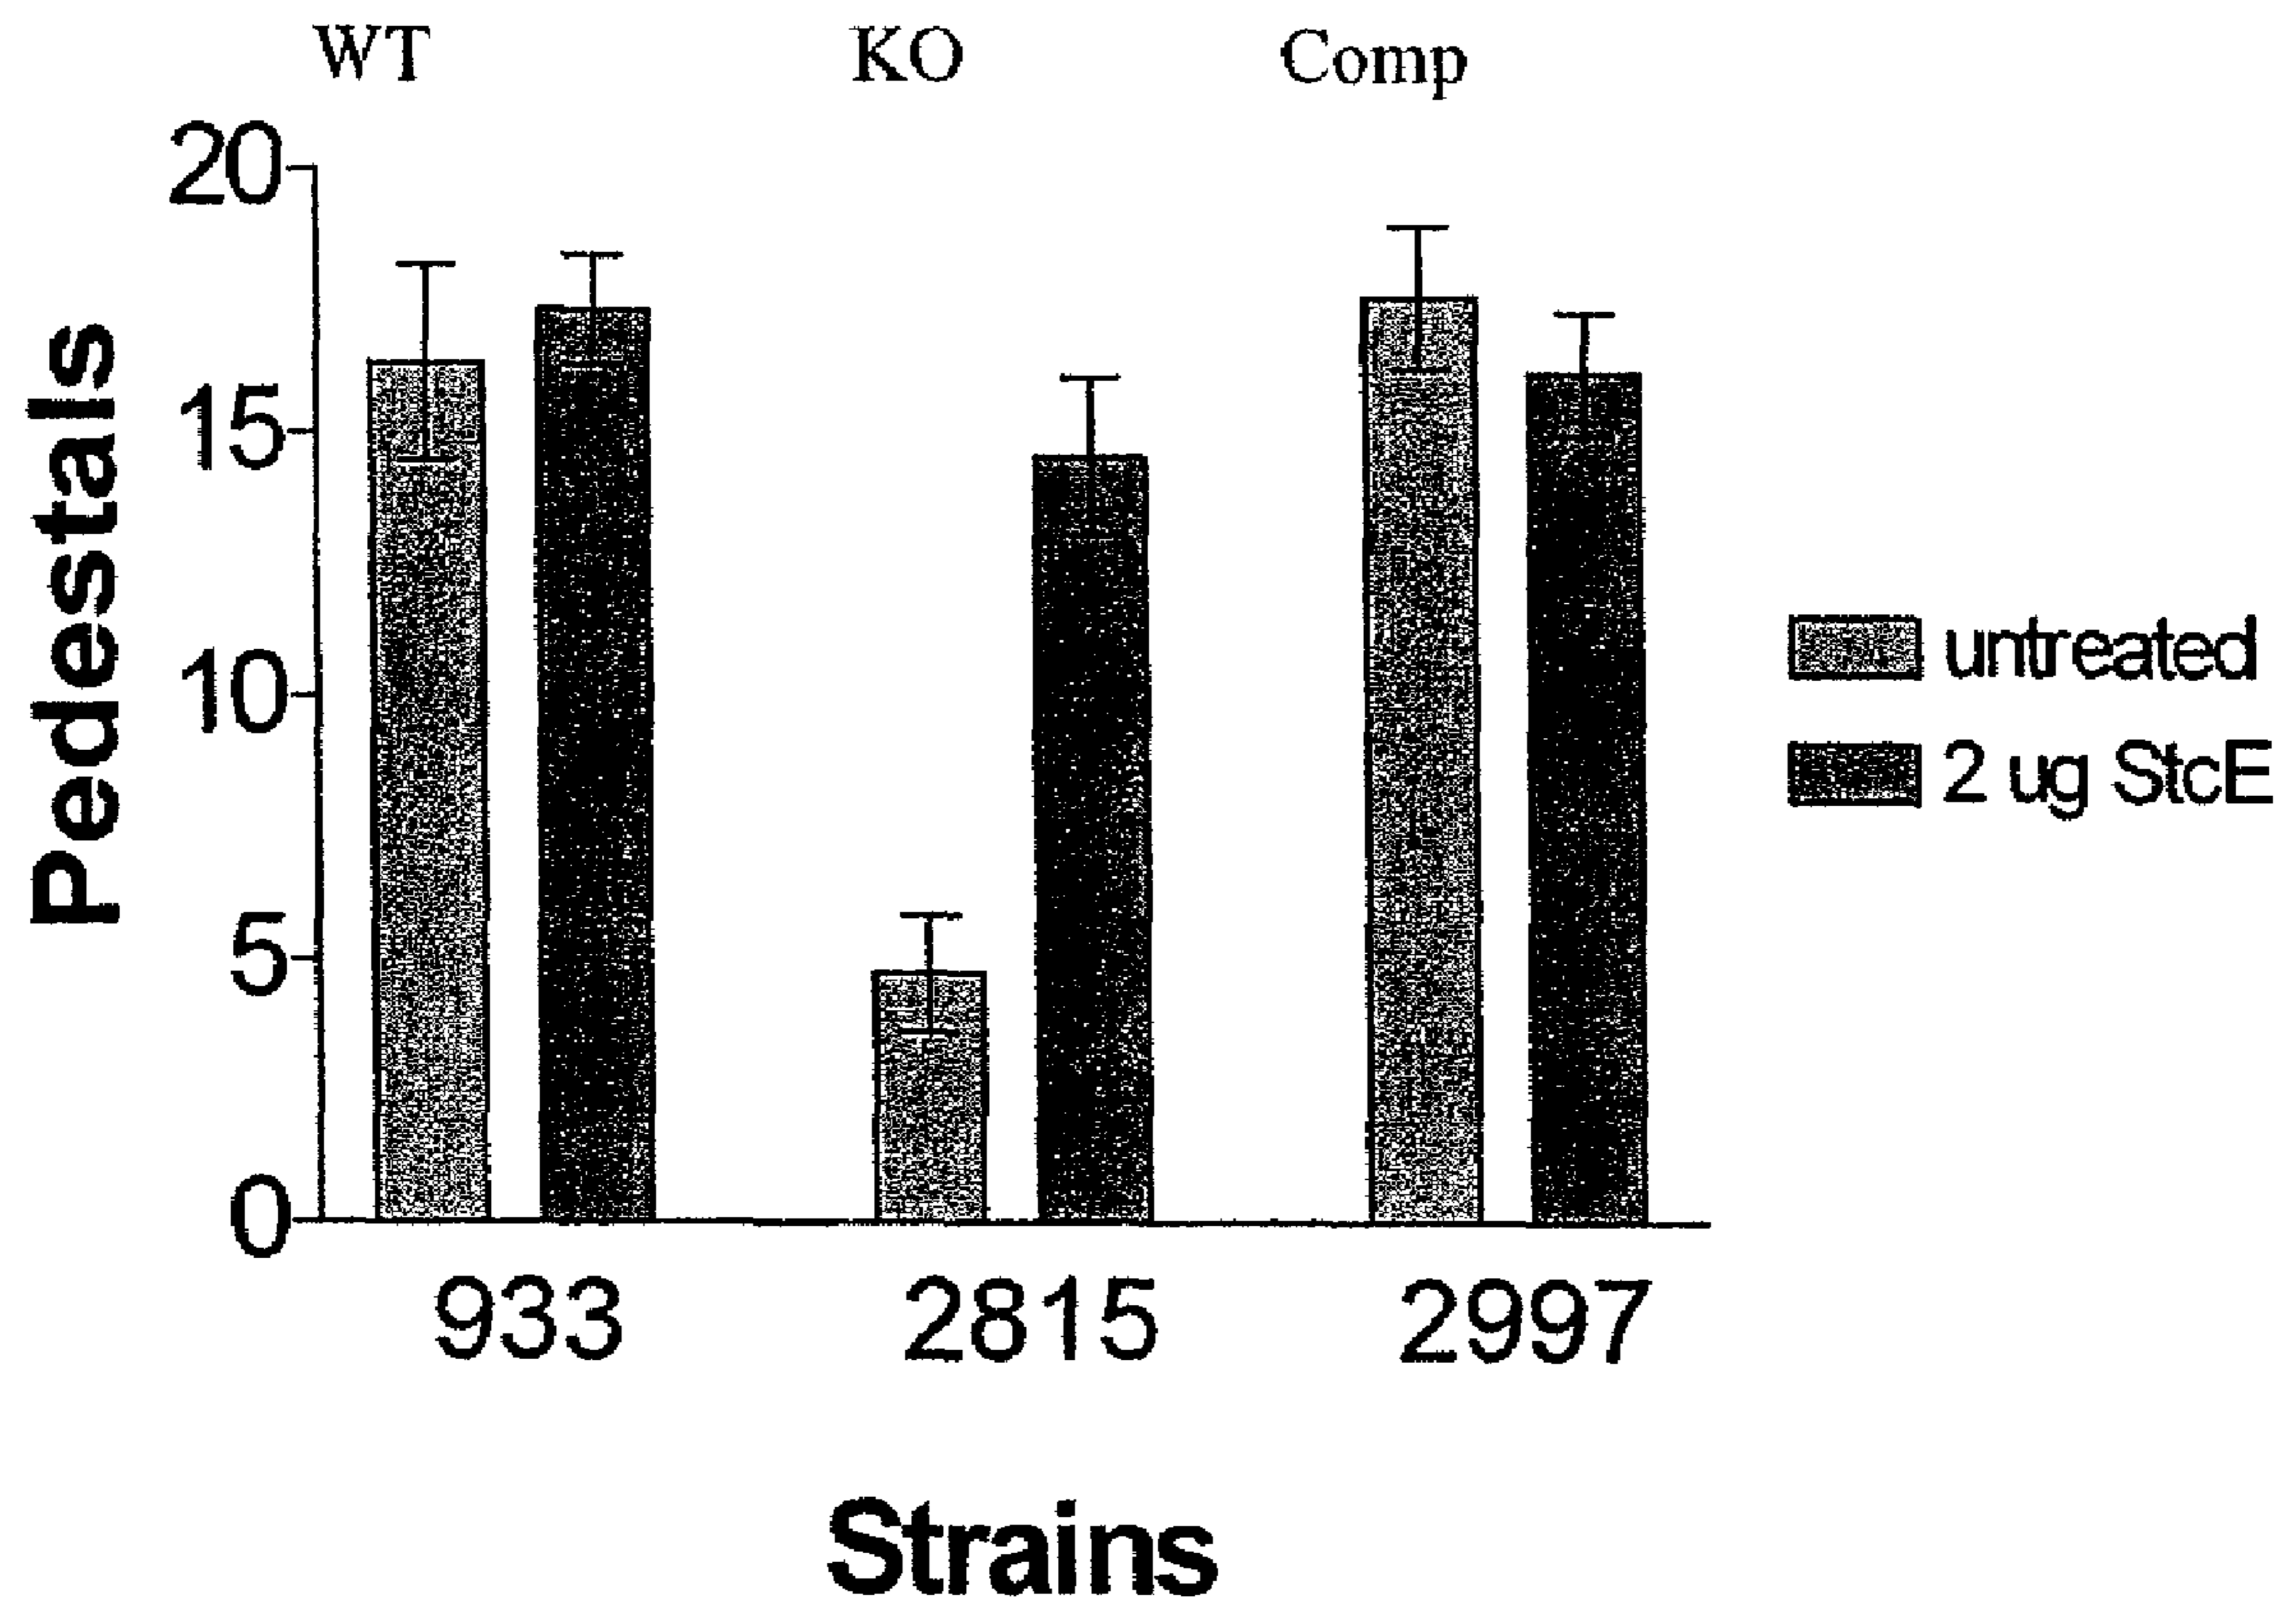 WT KO Comp
Pedestals
20
15
10
5
0
untreated
2 ug StcE
933 2815 2997
Strains